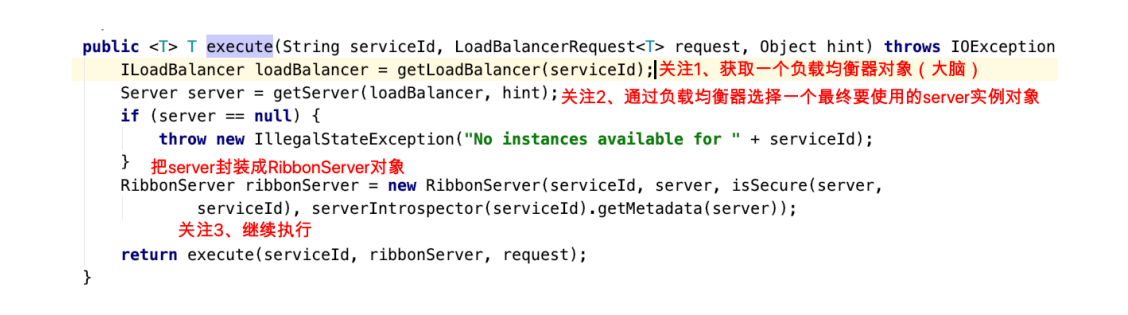 public <T> T execute(String serviceId, LoadBalancerRequest<T> request, Object hint) throws IOException
ILoadBalancer loadBalancer = getLoadBalancer(serviceId);关注1、获取一个负载均衡器对象（大脑）
Server server = getServer(loadBalancer, hint);关注2、通过负载均衡器选择一个最终要使用的server实例对象
if (server == null) {
throw new IllegalStateException("No instances available for " + serviceId);
} 把server封装成RibbonServer对象
RibbonServer ribbonServer = new RibbonServer(serviceId, server, isSecure(server,
serviceId), serverIntrospector(serviceId).getMetadata(server));
关注3、继续执行
return execute(serviceId, ribbonServer, request);
}